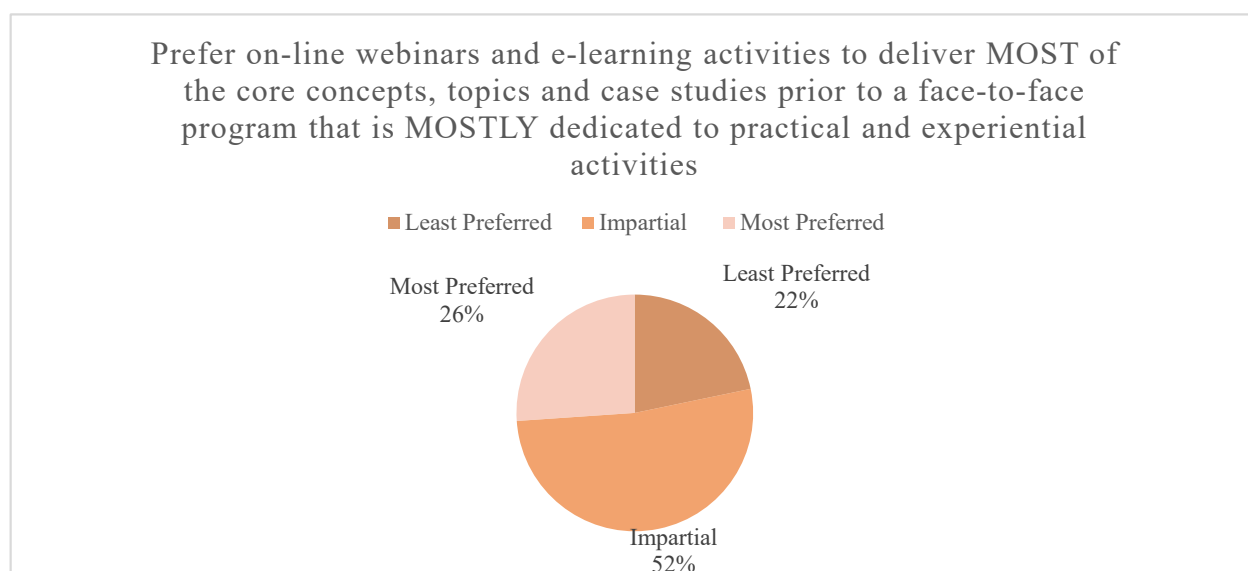 Prefer on-line webinars and e-learning activities to deliver MOST of
the core concepts, topics and case studies prior to a face-to-face
program that is MOSTLY dedicated to practical and experiential
activities
Least Preferred Impartial Most Preferred
Least Preferred
22%
Most Preferred
26%
Impartial
52%